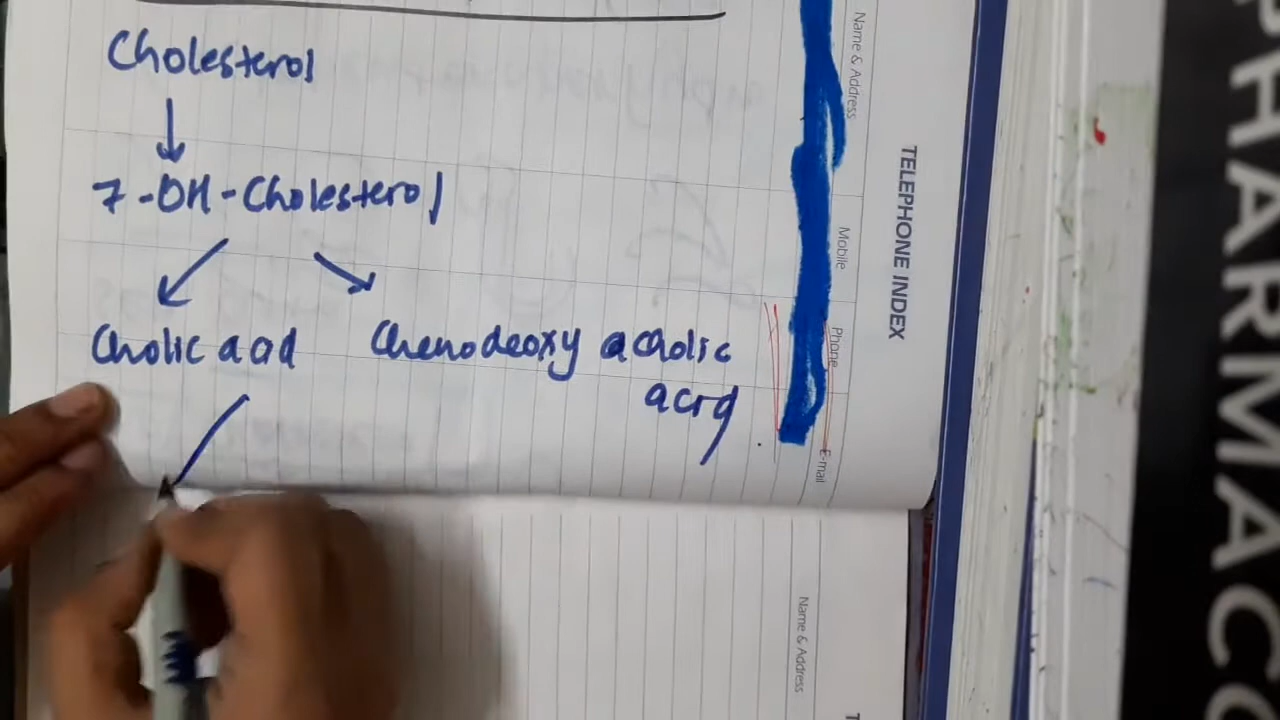 Cholesterol
7-OH-Cholesterol
Cholic acid
Chenodeoxy acholic
acid
Name & Address
Mobile
Phone
E-mail
TELEPHONE INDEX
Name & Address
T
PHARMAC